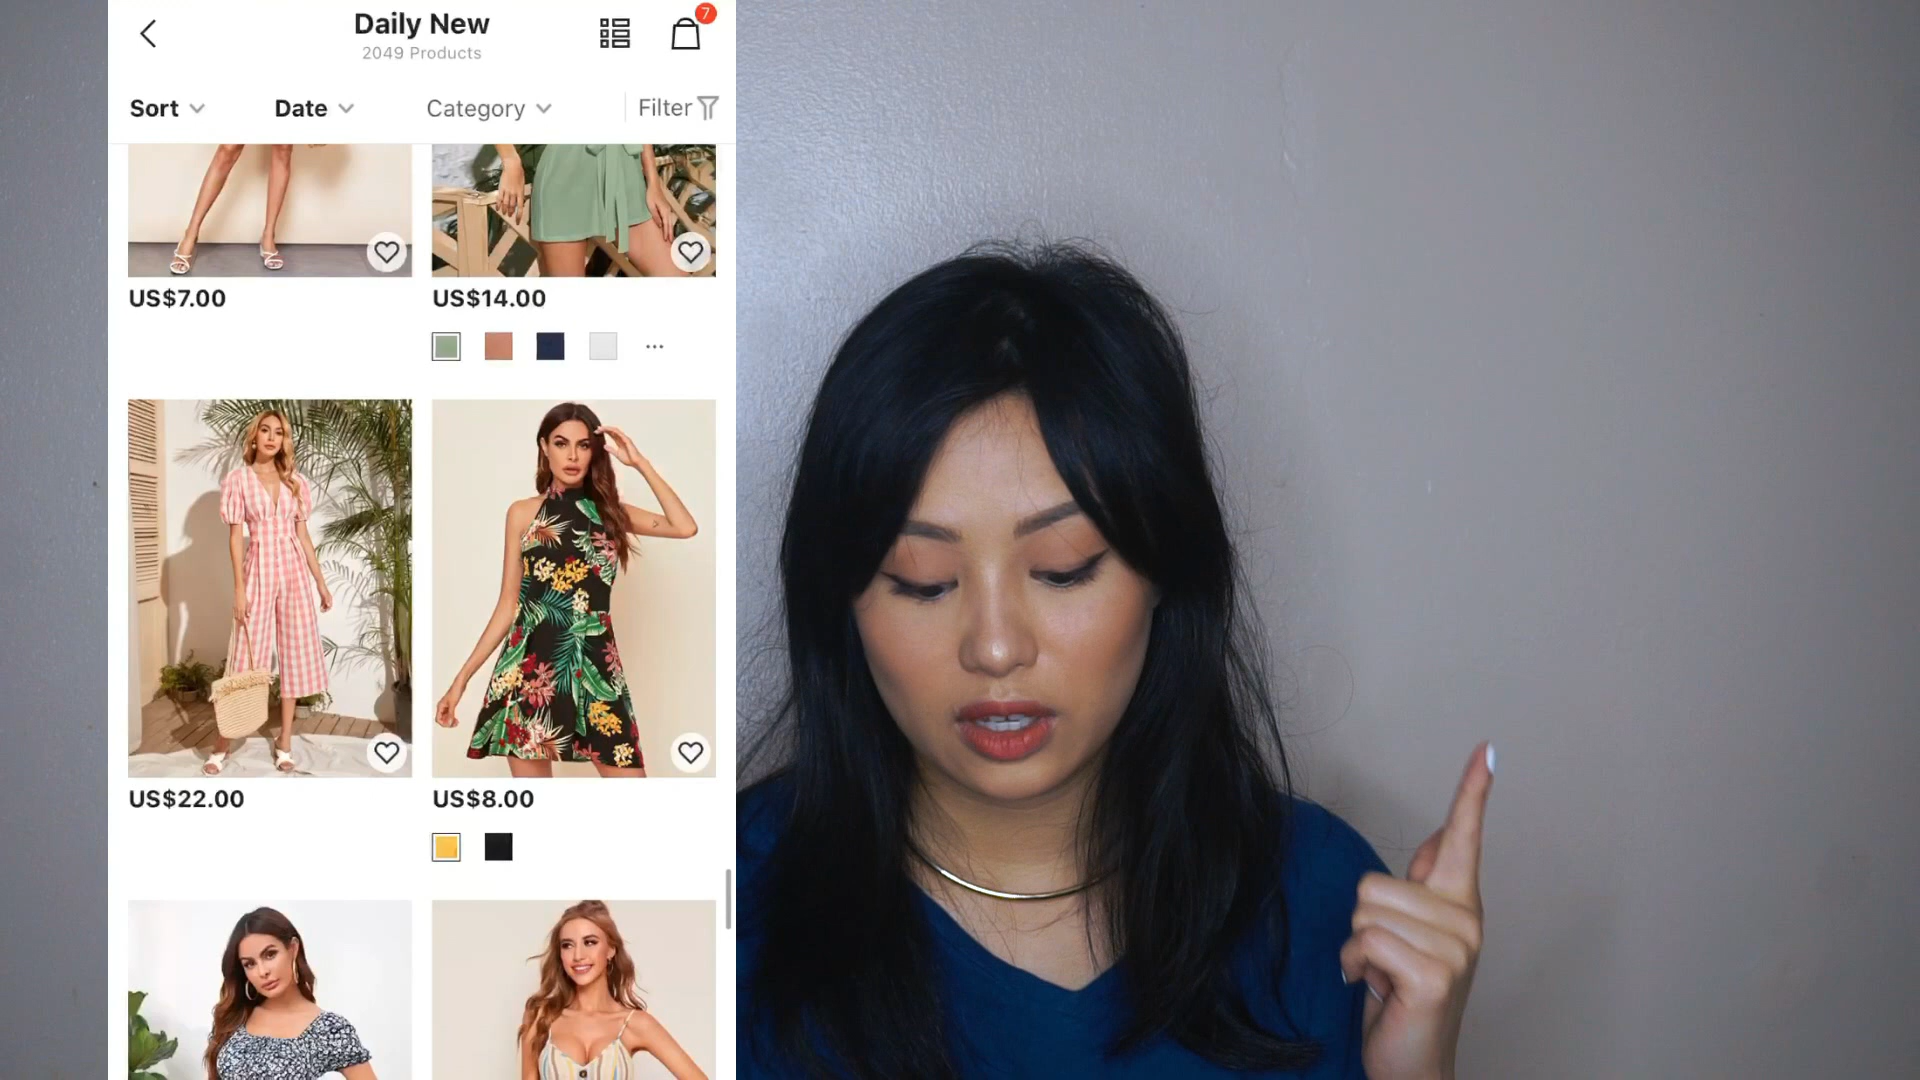 Daily New
7
2049 Products
Sort
Date
Category
Filter
US$7.00
US$14.00
...
US$22.00
US$8.00